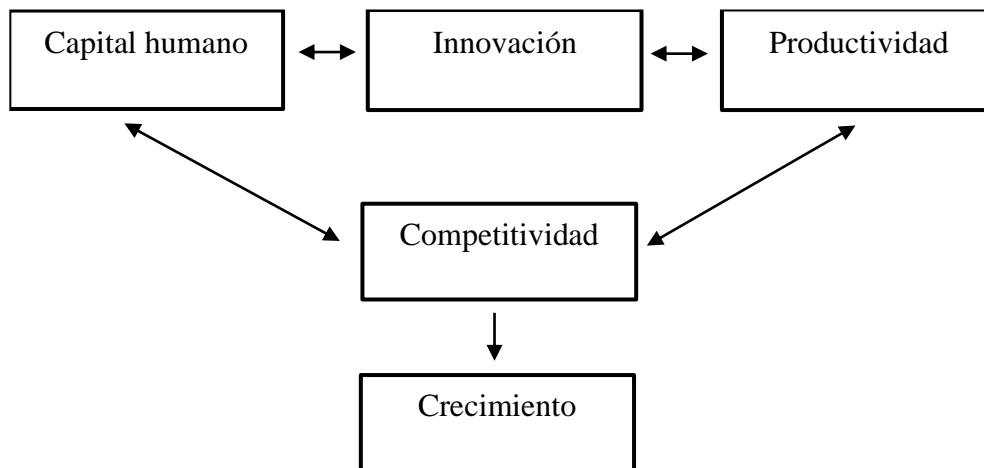 Capital humano
Innovación
Productividad
Competitividad
Crecimiento